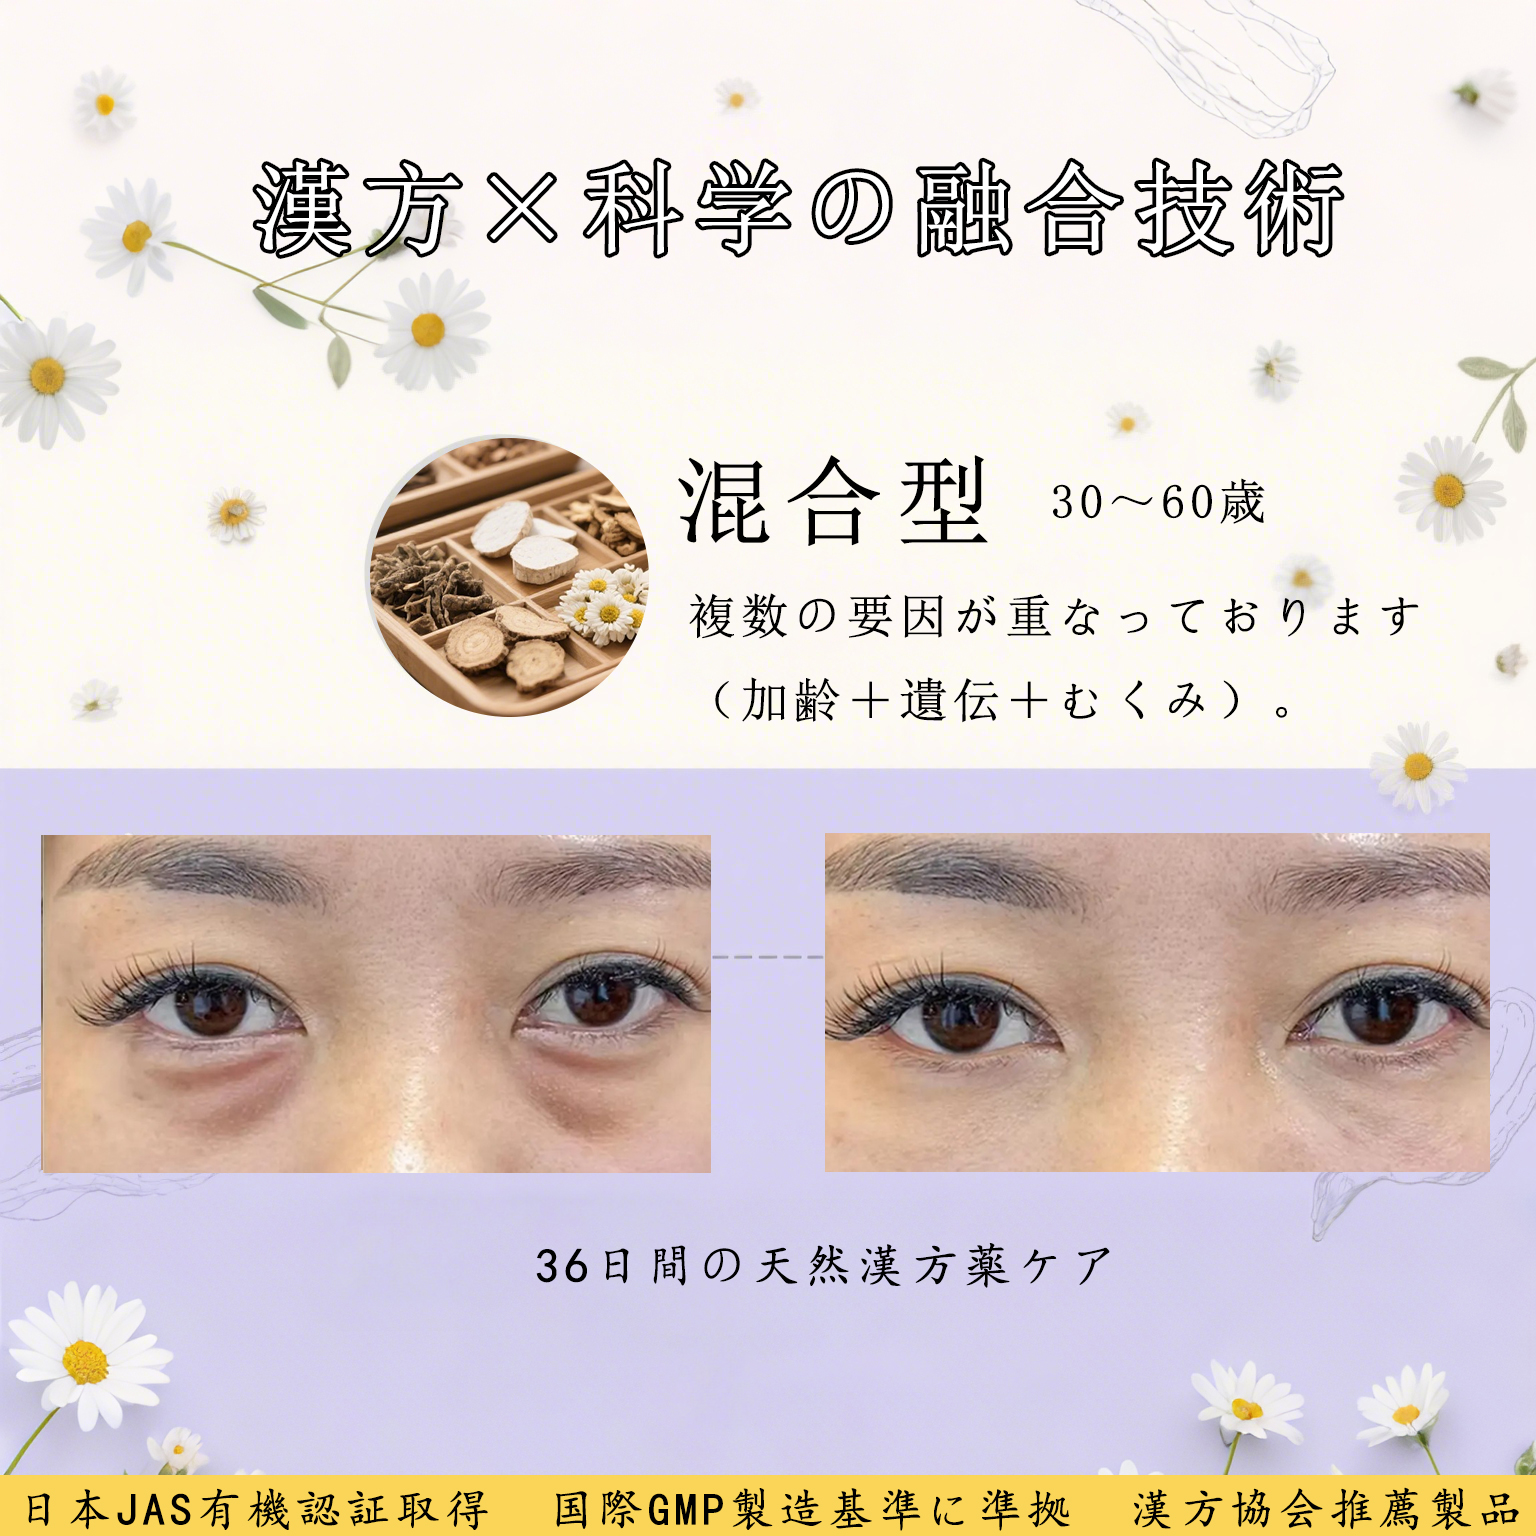 漢方×科学の融合技術
混合型 30～60歳
複数の要因が重なっております
（加齢＋遺伝＋むくみ）。
36日間の天然漢方薬ケア
日本JAS有機認証取得 国際GMP製造基準に準拠 漢方協会推薦製品